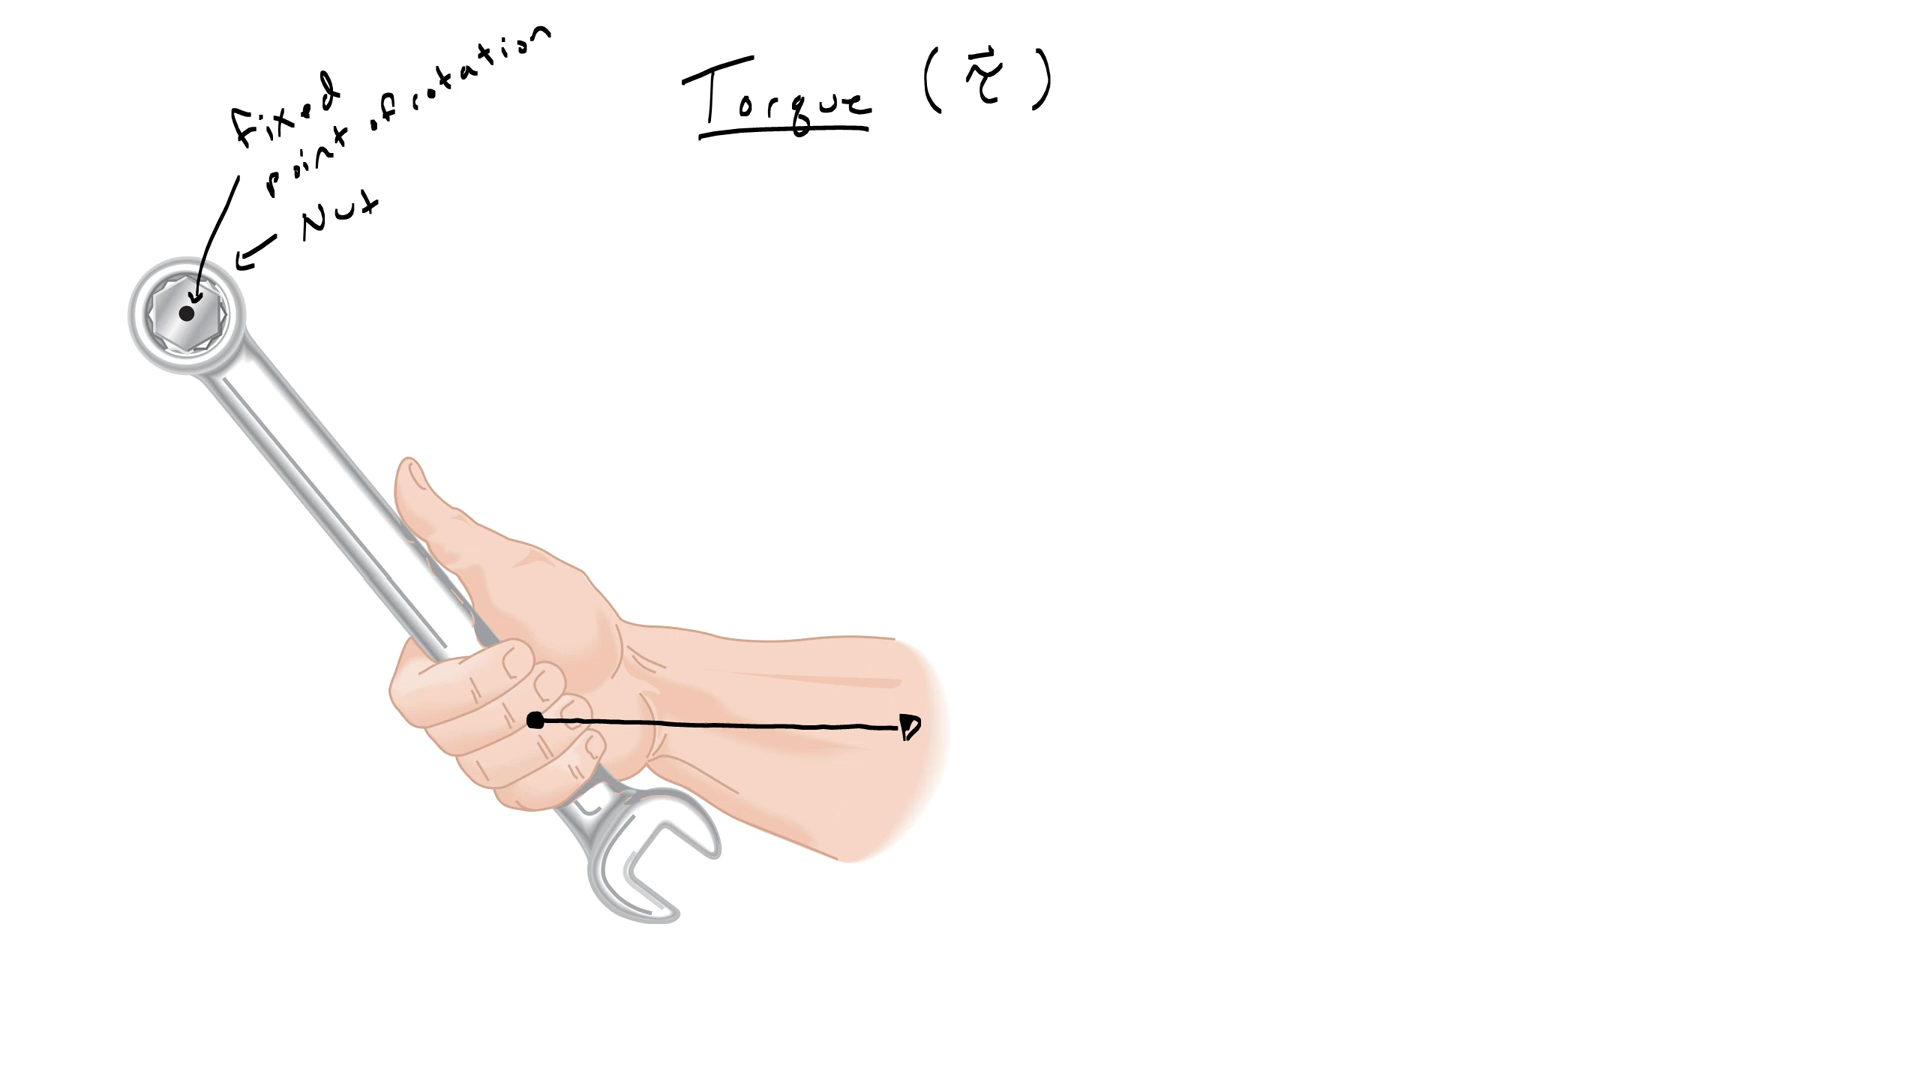 fixed
point of rotation
Nut
Torque (τ⃗)